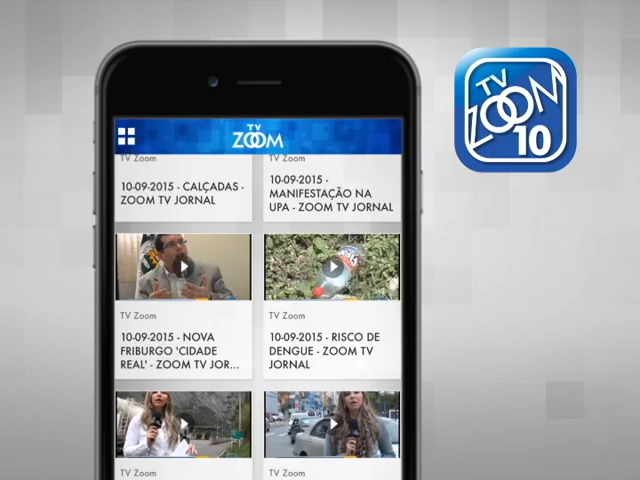 TV
ZOOM
TV
ZOOM
10
TV Zoom
TV Zoom
10-09-2015 - CALÇADAS -
ZOOM TV JORNAL
10-09-2015 -
MANIFESTAÇÃO NA
UPA - ZOOM TV JORNAL
TV Zoom
TV Zoom
10-09-2015 - NOVA
FRIBURGO 'CIDADE
REAL' - ZOOM TV JOR...
10-09-2015 - RISCO DE
DENGUE - ZOOM TV
JORNAL
TV Zoom
TV Zoom